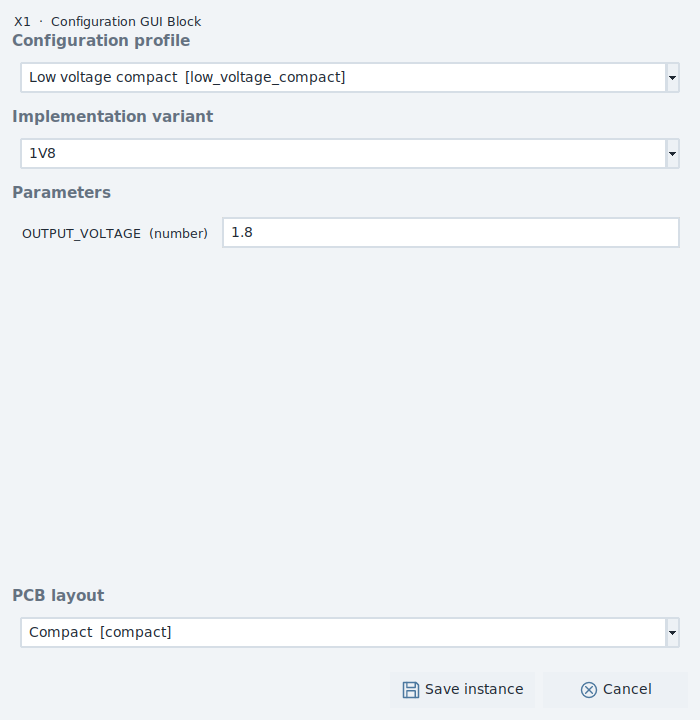 X1 · Configuration GUI Block
Configuration profile
Low voltage compact [low_voltage_compact]
Implementation variant
1V8
Parameters
OUTPUT_VOLTAGE (number) 1.8
PCB layout
Compact [compact]
Save instance Cancel